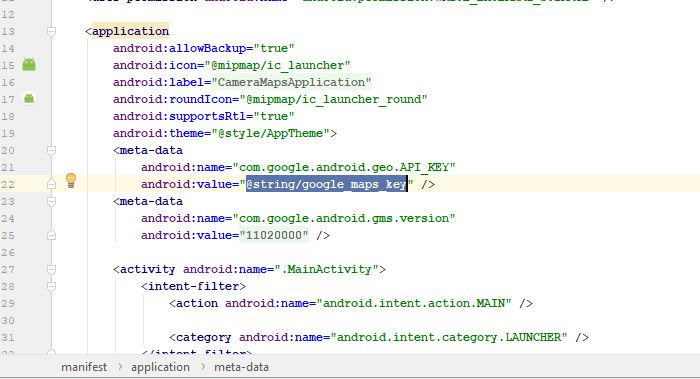 12
13 <application
14 android:allowBackup="true"
15 android:icon="@mipmap/ic_launcher"
16 android:label="CameraMapsApplication"
17 android:roundIcon="@mipmap/ic_launcher_round"
18 android:supportsRtl="true"
19 android:theme="@style/AppTheme">
20 <meta-data
21 android:name="com.google.android.geo.API_KEY"
22 android:value="@string/google_maps_key" />
23 <meta-data
24 android:name="com.google.android.gms.version"
25 android:value="11020000" />
26
27 <activity android:name=".MainActivity">
28 <intent-filter>
29 <action android:name="android.intent.action.MAIN" />
30
31 <category android:name="android.intent.category.LAUNCHER" />
</intent-filter>
manifest > application > meta-data